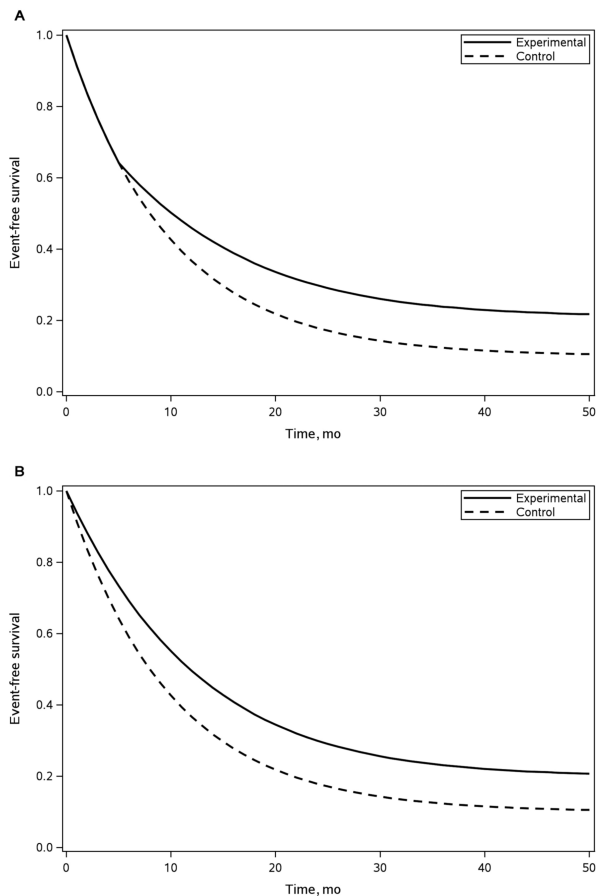 A
1.0
0.8
0.6
0.4
0.2
0.0
Event-free survival
Experimental
Control
0 10 20 30 40 50
Time, mo
B
1.0
0.8
0.6
0.4
0.2
0.0
Event-free survival
Experimental
Control
0 10 20 30 40 50
Time, mo